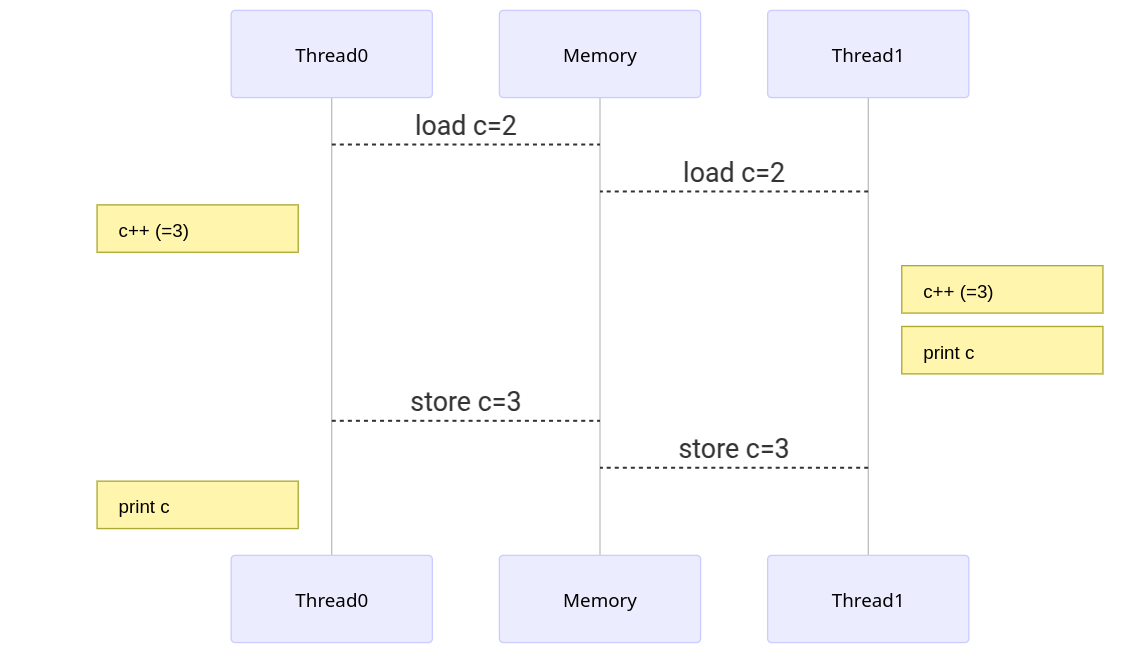 Thread0
Memory
Thread1
load c=2
load c=2
c++ (=3)
c++ (=3)
print c
store c=3
store c=3
print c
Thread0
Memory
Thread1